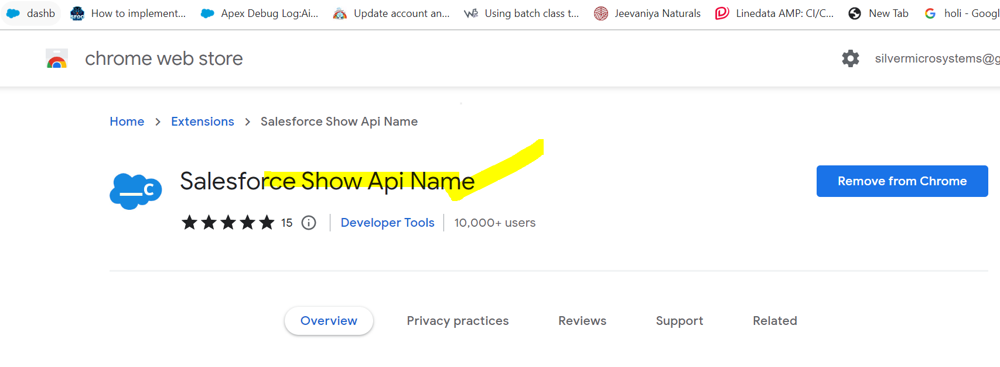 dashb How to implement... Apex Debug Log:Ai... Update account an... Using batch class t... Jeevaniya Naturals Linedata AMP: CI/C... New Tab holi - Googl
chrome web store silvermicrosystems@g
Home > Extensions > Salesforce Show Api Name
Salesforce Show Api Name
__C
Remove from Chrome
15 Developer Tools 10,000+ users
Overview Privacy practices Reviews Support Related